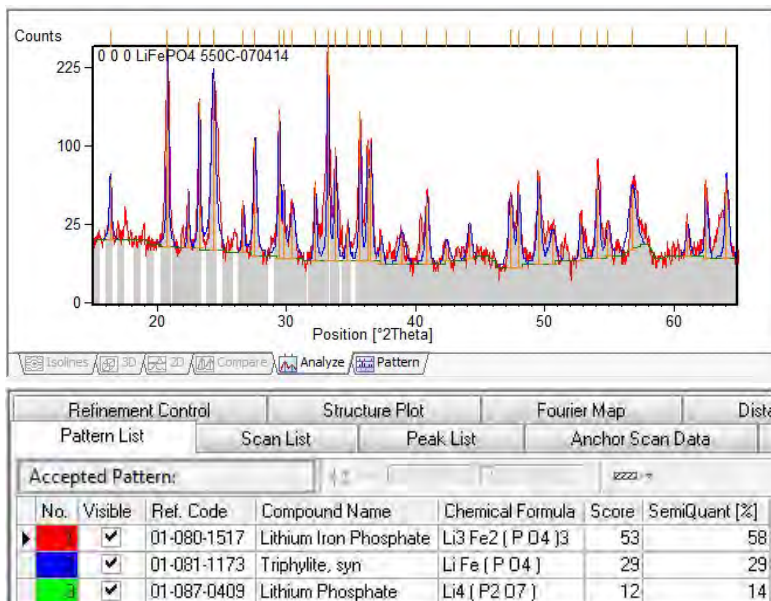 Counts
0 0 0 LiFePO4 550C-070414
225
100
25
0
20 30 40 50 60
Position [°2Theta]
Isolines 3D 2D Compare Analyze Pattern
Refinement Control Structure Plot Fourier Map Dista
Pattern List Scan List Peak List Anchor Scan Data
Accepted Pattern:
No. Visible Ref. Code Compound Name Chemical Formula Score SemiQuant [%]
01-080-1517 Lithium Iron Phosphate Li3 Fe2 ( P O4 )3 53 58
01-081-1173 Triphylite, syn Li Fe ( P O4 ) 29 29
3 01-087-0409 Lithium Phosphate Li4 ( P2 O7 ) 12 14